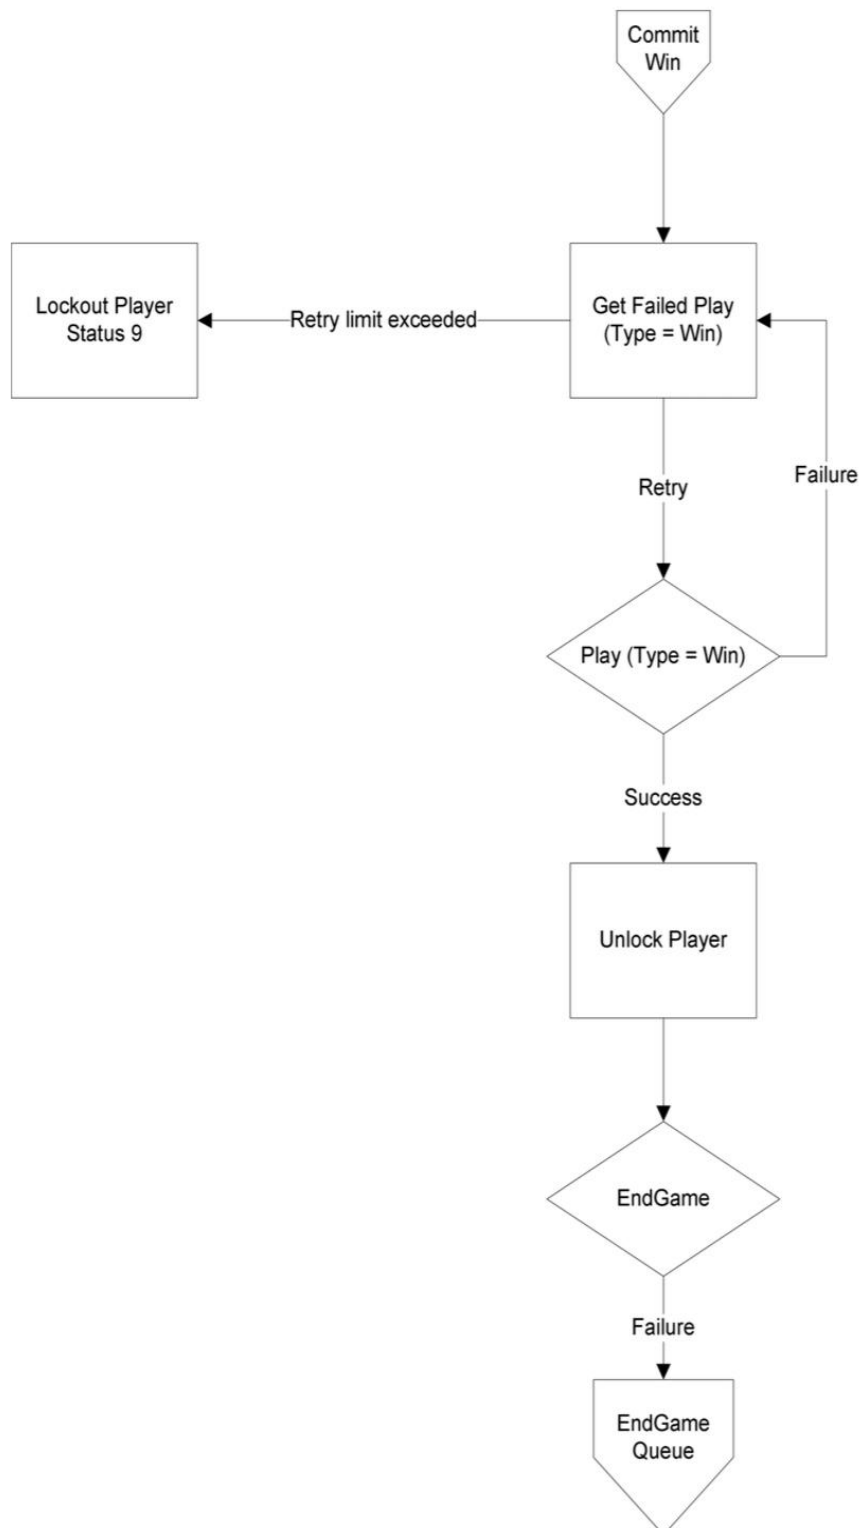 Commit
Win
Lockout Player
Status 9
Retry limit exceeded
Get Failed Play
(Type = Win)
Failure
Retry
Play (Type = Win)
Success
Unlock Player
EndGame
Failure
EndGame
Queue